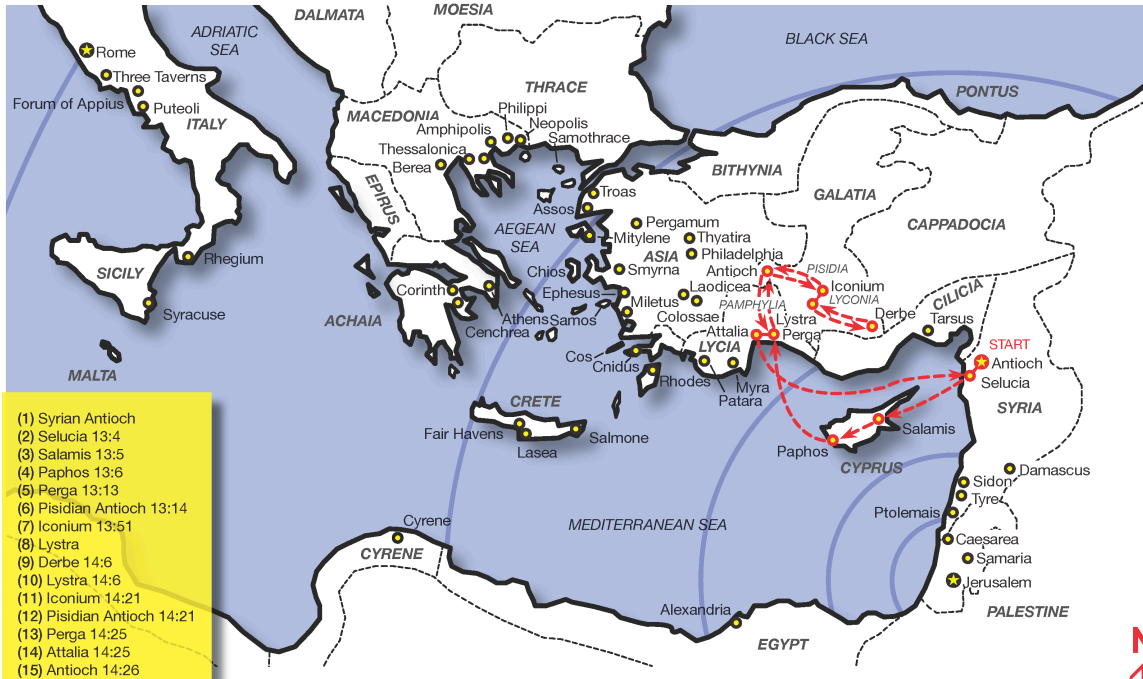 DALMATA
MOESIA
ADRIATIC
SEA
BLACK SEA
Rome
Three Taverns
THRACE
PONTUS
Forum of Appius
Puteoli
ITALY
MACEDONIA
Philippi
Neopolis
Amphipolis
Samothrace
Thessalonica
Berea
BITHYNIA
EPIRUS
Troas
GALATIA
Assos
CAPPADOCIA
Pergamum
AEGEAN
SEA
Mitylene
Thyatira
ASIA
Philadelphia
SICILY
Rhegium
Chios
Smyrna
Antioch
PISIDIA
Laodicea
Iconium
Corinth
Ephesus
Miletus
PAMPHYLIA
LYCONIA
CILICIA
Syracuse
ACHAIA
Athens
Samos
Colossae
Lystra
Derbe
Tarsus
Cenchrea
Attalia
Perga
LYCIA
START
Cos
Cnidus
Antioch
MALTA
Rhodes
Myra
Selucia
Patara
CRETE
SYRIA
Fair Havens
Salmone
Salamis
Lasea
Paphos
CYPRUS
Damascus
Sidon
Tyre
Ptolemais
Cyrene
MEDITERRANEAN SEA
CYRENE
Caesarea
Samaria
Jerusalem
Alexandria
PALESTINE
EGYPT
N
(1) Syrian Antioch
(2) Selucia 13:4
(3) Salamis 13:5
(4) Paphos 13:6
(5) Perga 13:13
(6) Pisidian Antioch 13:14
(7) Iconium 13:51
(8) Lystra
(9) Derbe 14:6
(10) Lystra 14:6
(11) Iconium 14:21
(12) Pisidian Antioch 14:21
(13) Perga 14:25
(14) Attalia 14:25
(15) Antioch 14:26